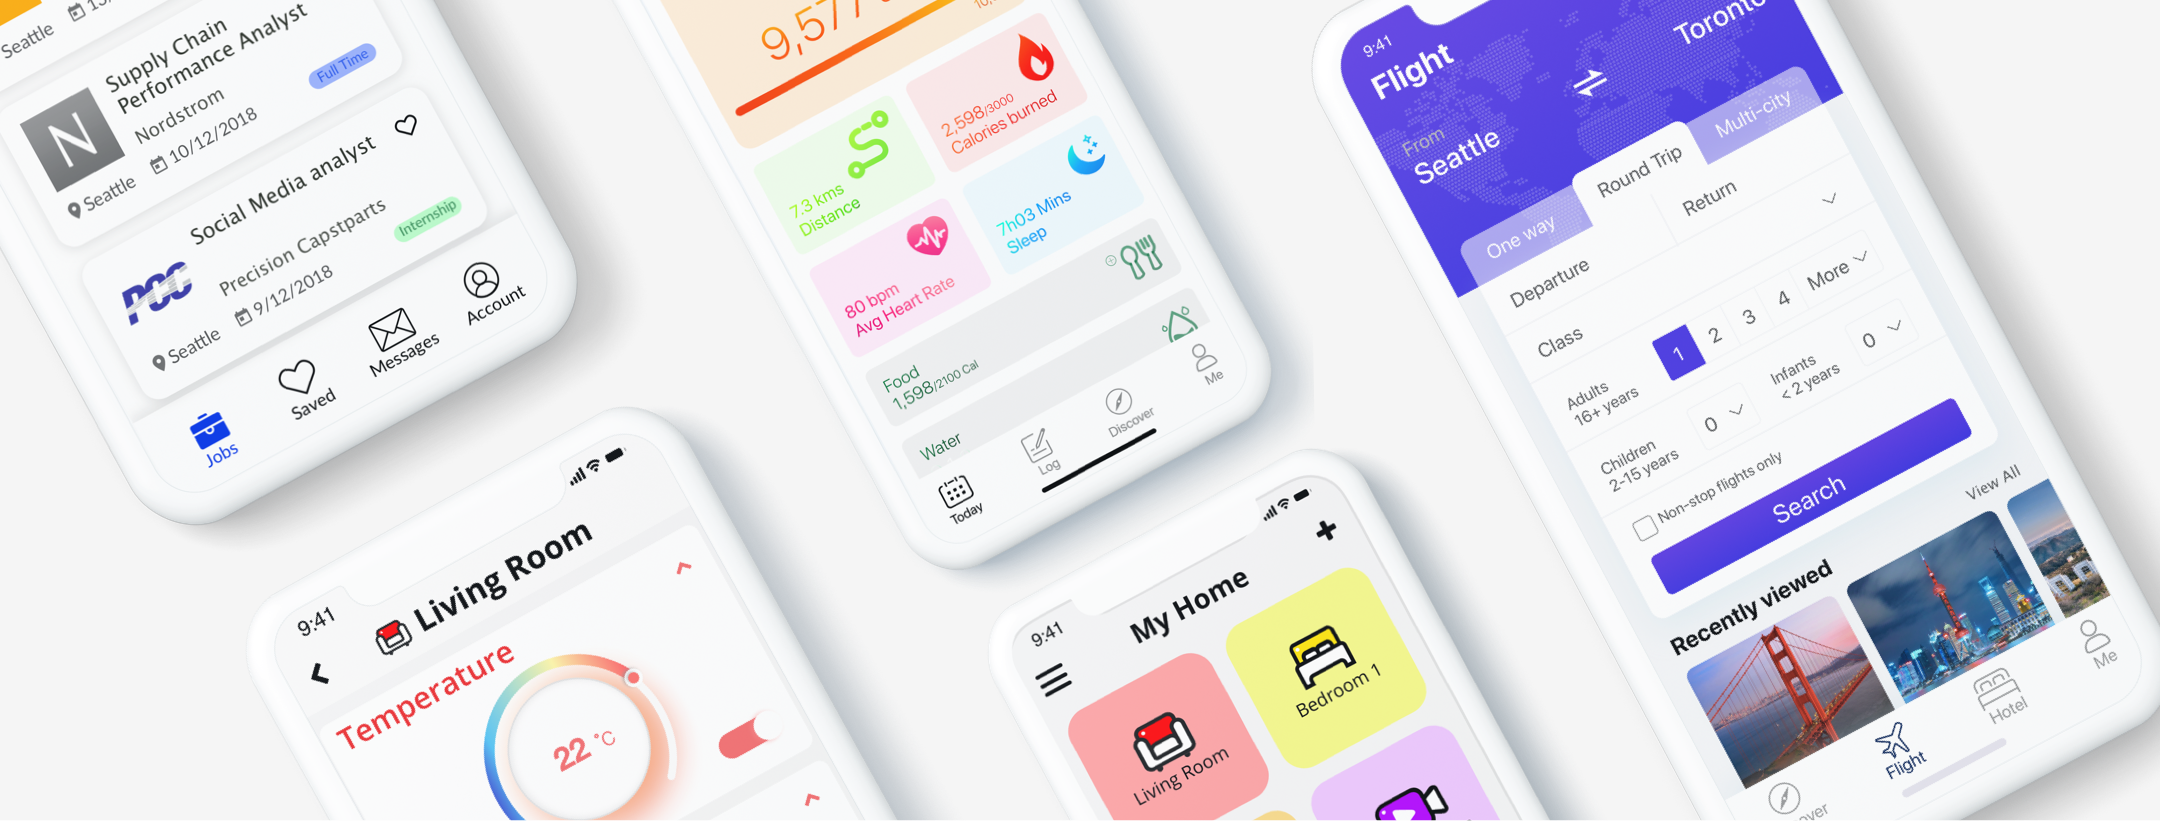 Seattle
Supply Chain
Performance Analyst
Nordstrom
10/12/2018
Full Time
N
Seattle
Social Media analyst
Precision Capstparts
9/12/2018
Internship
PCC
Seattle
Jobs
Saved
Messages
Account
9,577
7.3 kms
Distance
2,598/3000
Calories burned
80 bpm
Avg Heart Rate
7h03 Mins
Sleep
Food
1,598/2100 Cal
Water
Today
Log
Discover
Me
9:41
Flight
Toronto
From
Seattle
One way
Round Trip
Multi-city
Departure
Return
Class
Adults
16+ years
1
2
3
4
More
Children
2-15 years
0
Infants
< 2 years
0
Non-stop flights only
Search
Recently viewed
View All
Flight
Hotel
Me
9:41
Living Room
Temperature
22 °C
9:41
My Home
Living Room
Bedroom 1